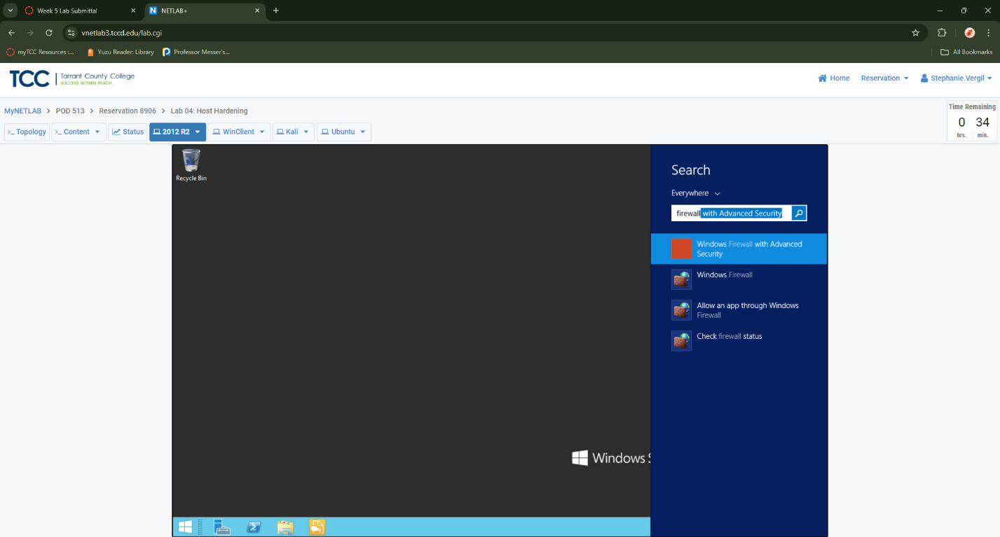 Week 5 Lab Submittal
NETLAB+
vnetlab3.tccd.edu/lab.cgi
myTCC Resources :...
Yuzu Reader: Library
Professor Messer's...
All Bookmarks
TCC
Tarrant County College
SUCCESS WITHIN REACH.
Home
Reservation
Stephanie.Vergil
MyNETLAB > POD 513 > Reservation 8906 > Lab 04: Host Hardening
Time Remaining
0 34
hrs. min.
>_ Topology
>_ Content
Status
2012 R2
WinClient
Kali
Ubuntu
Recycle Bin
Windows S
Search
Everywhere
firewall with Advanced Security
Windows Firewall with Advanced
Security
Windows Firewall
Allow an app through Windows
Firewall
Check firewall status